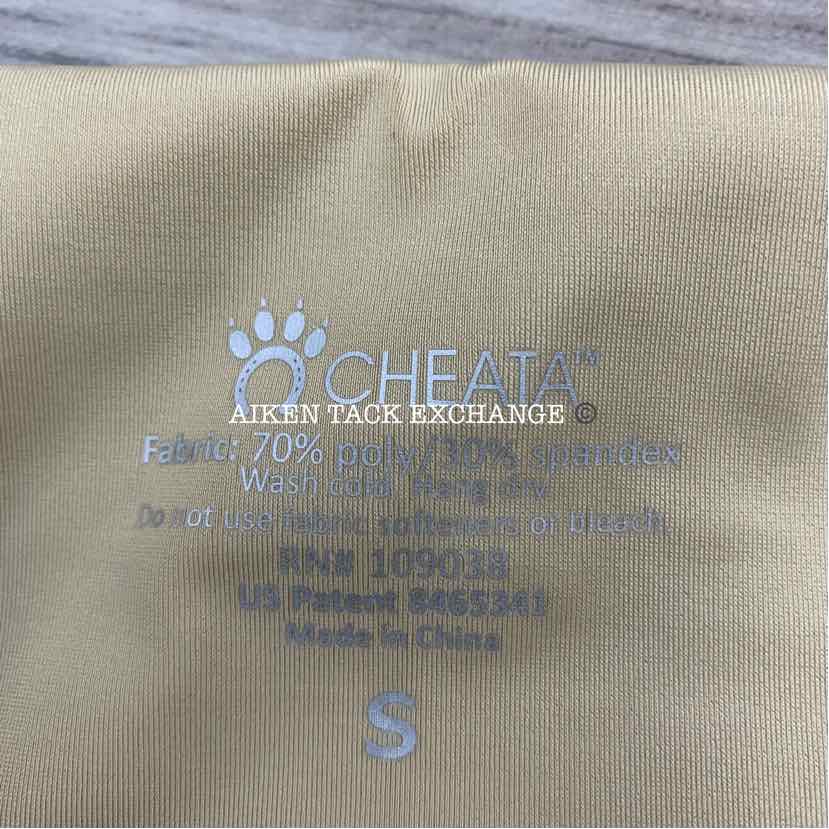 CHEATA™
AIKEN TACK EXCHANGE ©
Fabric: 70% poly/30% spandex
Wash cold Hang dry
Do not use fabric softeners or bleach.
RN# 109038
US Patent 8465341
Made in China
S